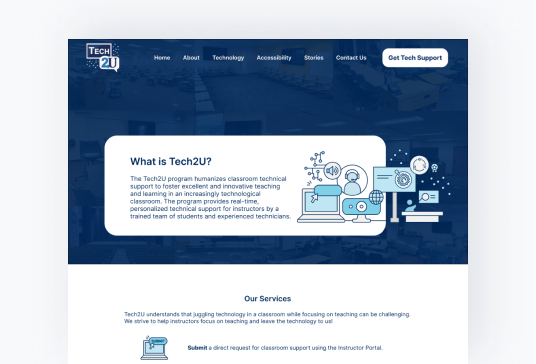 TECH
2U
Home About Technology Accessibility Stories Contact Us Get Tech Support
What is Tech2U?
The Tech2U program humanizes classroom technical
support to foster excellent and innovative teaching
and learning in an increasingly technological
classroom. The program provides real-time,
personalized technical support for instructors by a
trained team of students and experienced technicians.
Our Services
Tech2U understands that juggling technology in a classroom while focusing on teaching can be challenging.
We strive to help instructors focus on teaching and leave the technology to us!
SUBMIT
Submit a direct request for classroom support using the Instructor Portal.